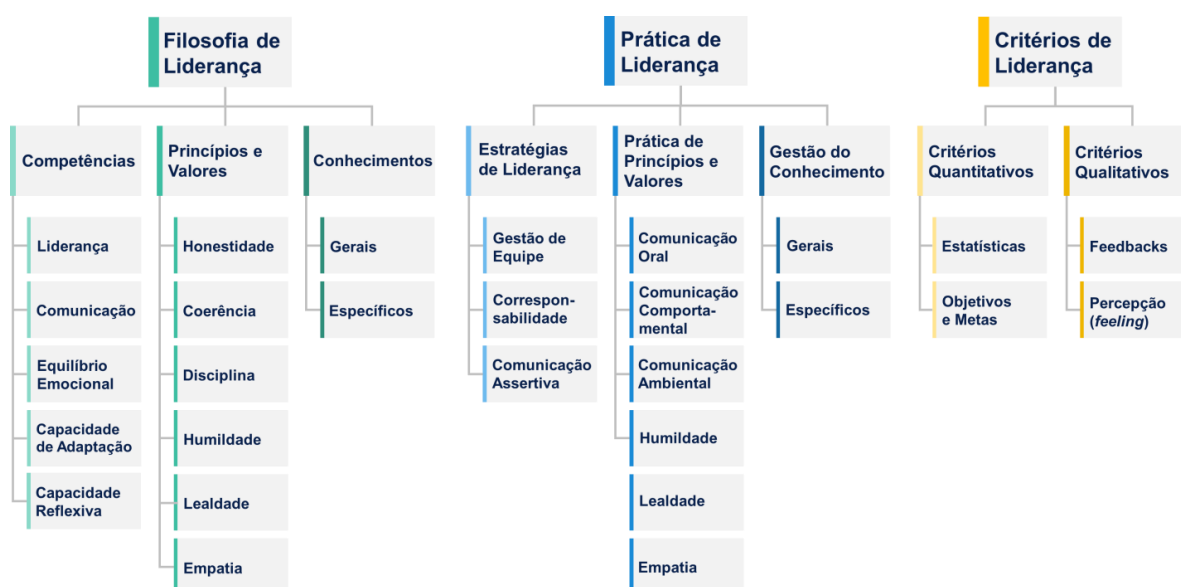 Filosofia de
Liderança
Competências
Liderança
Comunicação
Equilíbrio
Emocional
Capacidade
de Adaptação
Capacidade
Reflexiva
Princípios e
Valores
Honestidade
Coerência
Disciplina
Humildade
Lealdade
Empatia
Conhecimentos
Gerais
Específicos
Prática de
Liderança
Estratégias
de Liderança
Gestão de
Equipe
Correspon-
sabilidade
Comunicação
Assertiva
Prática de
Princípios e
Valores
Comunicação
Oral
Comunicação
Comporta-
mental
Comunicação
Ambiental
Humildade
Lealdade
Empatia
Gestão do
Conhecimento
Gerais
Específicos
Critérios de
Liderança
Critérios
Quantitativos
Estatísticas
Objetivos
e Metas
Critérios
Qualitativos
Feedbacks
Percepção
(feeling)